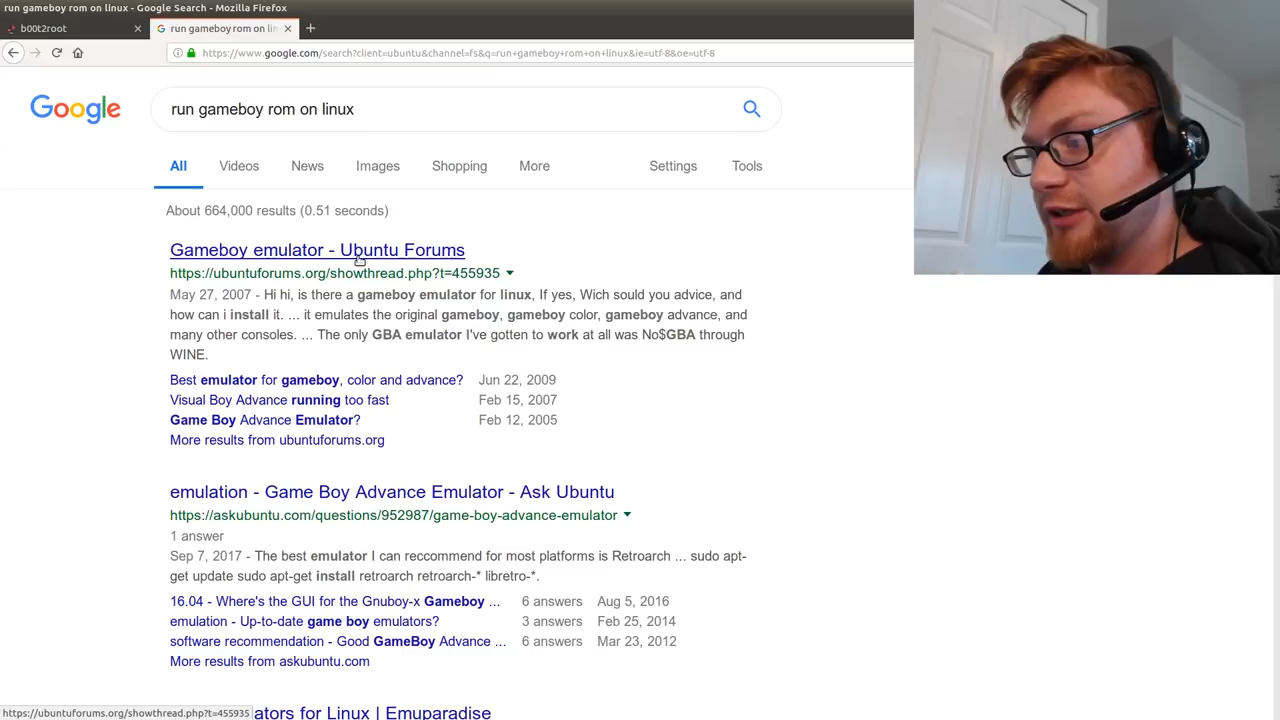 run gameboy rom on linux - Google Search - Mozilla Firefox
b00t2root
run gameboy rom on lin
https://www.google.com/search?client=ubuntu&channel=fs&q=run+gameboy+rom+on+linux&ie=utf-8&oe=utf-8
Google
run gameboy rom on linux
All Videos News Images Shopping More Settings Tools
About 664,000 results (0.51 seconds)
Gameboy emulator - Ubuntu Forums
https://ubuntuforums.org/showthread.php?t=455935
May 27, 2007 - Hi hi, is there a gameboy emulator for linux, If yes, Wich sould you advice, and
how can i install it. ... it emulates the original gameboy, gameboy color, gameboy advance, and
many other consoles. ... The only GBA emulator I've gotten to work at all was No$GBA through
WINE.
Best emulator for gameboy, color and advance? Jun 22, 2009
Visual Boy Advance running too fast Feb 15, 2007
Game Boy Advance Emulator? Feb 12, 2005
More results from ubuntuforums.org
emulation - Game Boy Advance Emulator - Ask Ubuntu
https://askubuntu.com/questions/952987/game-boy-advance-emulator
1 answer
Sep 7, 2017 - The best emulator I can reccommend for most platforms is Retroarch ... sudo apt-
get update sudo apt-get install retroarch retroarch-* libretro-*.
16.04 - Where's the GUI for the Gnuboy-x Gameboy ... 6 answers Aug 5, 2016
emulation - Up-to-date game boy emulators? 3 answers Feb 25, 2014
software recommendation - Good GameBoy Advance ... 6 answers Mar 23, 2012
More results from askubuntu.com
ators for Linux | Emuparadise
https://ubuntuforums.org/showthread.php?t=455935